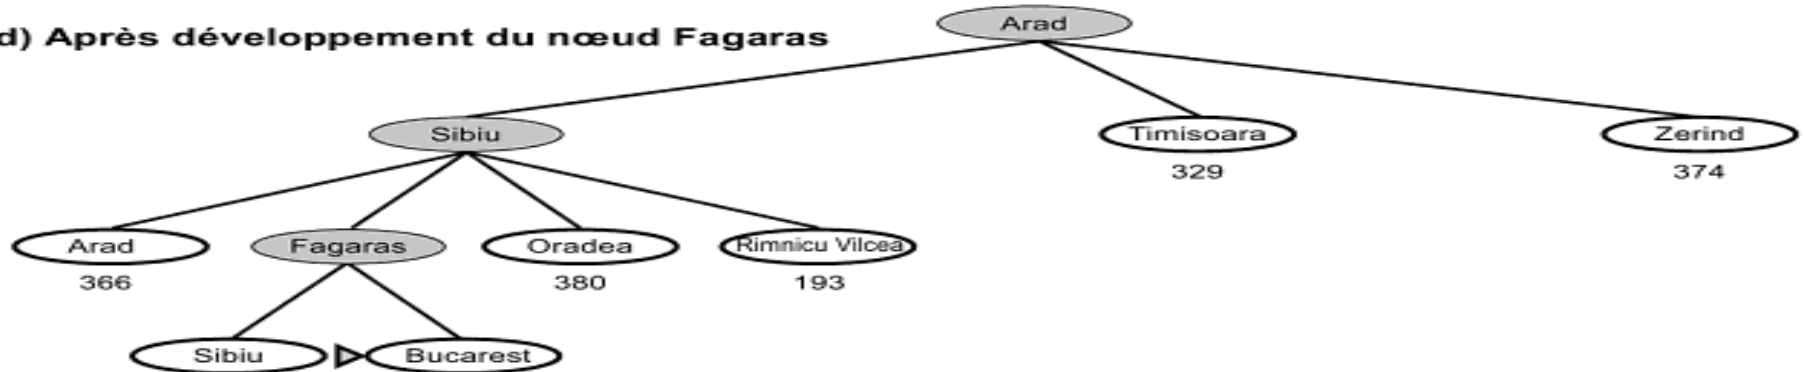 d) Après développement du nœud Fagaras
Arad
Sibiu
Timisoara
Zerind
329
374
Arad
Fagaras
Oradea
Rimnicu Vilcea
366
380
193
Sibiu
Bucarest